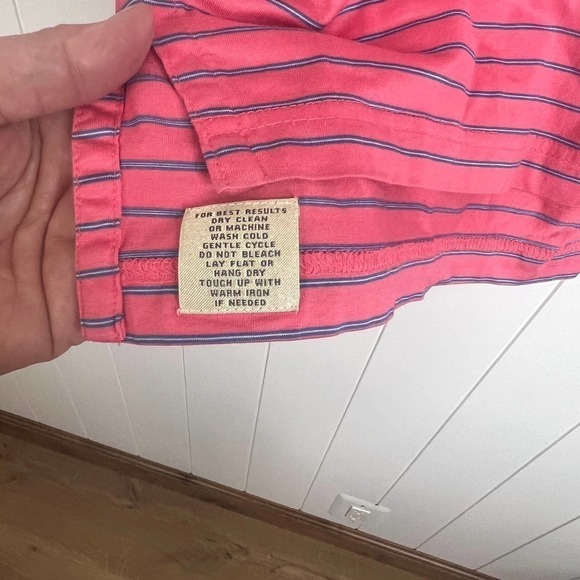 FOR BEST RESULTS
DRY CLEAN
OR MACHINE
WASH COLD
GENTLE CYCLE
DO NOT BLEACH
LAY FLAT OR
HANG DRY
TOUCH UP WITH
WARM IRON
IF NEEDED